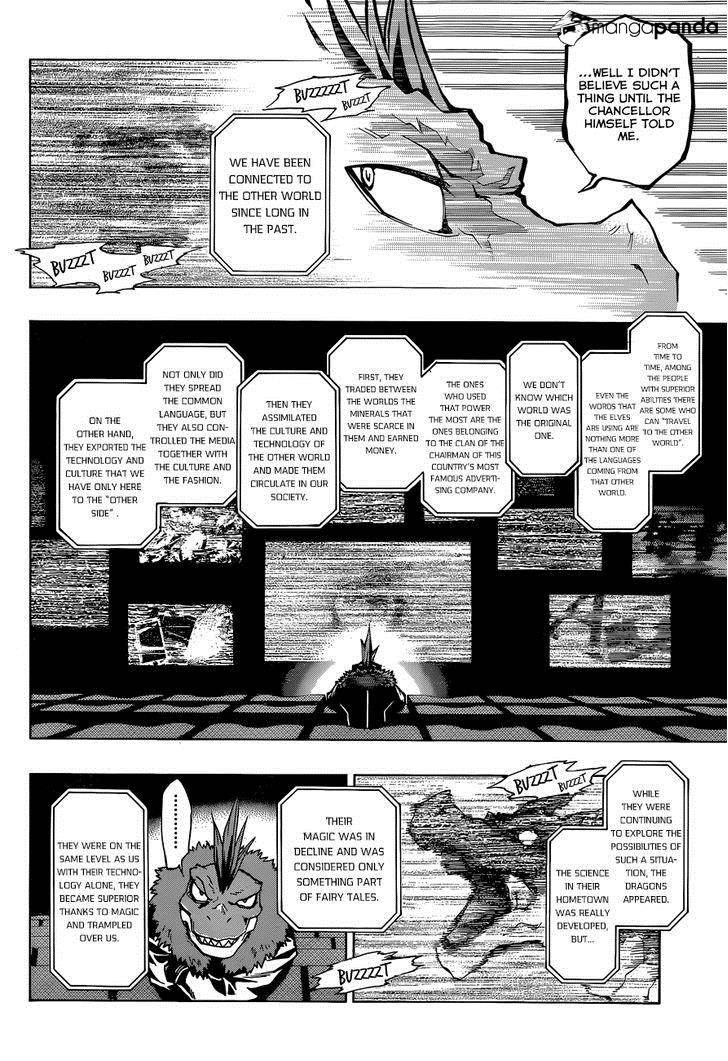 mangapanda
...WELL I DIDN'T
BELIEVE SUCH A
THING UNTIL THE
CHANCELLOR
HIMSELF TOLD
ME.
BUZZZZZT
BUZZZT
WE HAVE BEEN
CONNECTED TO
THE OTHER WORLD
SINCE LONG IN
THE PAST.
BUZZZT
BUZZZT
BUZZZT
FROM
TIME TO
TIME, AMONG
THE PEOPLE
WITH SUPERIOR
ABILITIES THERE
ARE SOME WHO
CAN "TRAVEL
TO THE OTHER
WORLD".
EVEN THE
WORDS THAT
THE ELVES
ARE USING ARE
NOTHING MORE
THAN ONE OF
THE LANGUAGES
COMING FROM
THAT OTHER
WORLD.
WE DON'T
KNOW WHICH
WORLD WAS
THE ORIGINAL
ONE.
THE ONES
WHO USED
THAT POWER
THE MOST ARE THE
ONES BELONGING
TO THE CLAN OF THE
CHAIRMAN OF THIS
COUNTRY'S MOST
FAMOUS ADVERTI-
SING COMPANY.
FIRST, THEY
TRADED BETWEEN
THE WORLDS THE
MINERALS THAT
WERE SCARCE IN
THEM AND EARNED
MONEY.
THEN THEY
ASSIMILATED
THE CULTURE AND
TECHNOLOGY OF
THE OTHER WORLD
AND MADE THEM
CIRCULATE IN OUR
SOCIETY.
NOT ONLY DID
THEY SPREAD
THE COMMON
LANGUAGE, BUT
THEY ALSO CON-
TROLLED THE MEDIA
TOGETHER WITH
THE CULTURE AND
THE FASHION.
ON THE
OTHER HAND,
THEY EXPORTED THE
TECHNOLOGY AND
CULTURE THAT WE
HAVE ONLY HERE
TO THE "OTHER
SIDE" .
WHILE
THEY WERE
CONTINUING
TO EXPLORE THE
POSSIBILITIES OF
SUCH A SITUA-
TION, THE
DRAGONS
APPEARED.
BUZZZT
BUZZZT
THE SCIENCE
IN THEIR
HOMETOWN
WAS REALLY
DEVELOPED,
BUT...
THEIR
MAGIC WAS IN
DECLINE AND WAS
CONSIDERED ONLY
SOMETHING PART
OF FAIRY TALES.
BUZZZZT
........
THEY WERE ON THE
SAME LEVEL AS US
WITH THEIR TECHNO-
LOGY ALONE, THEY
BECAME SUPERIOR
THANKS TO MAGIC
AND TRAMPLED
OVER US.